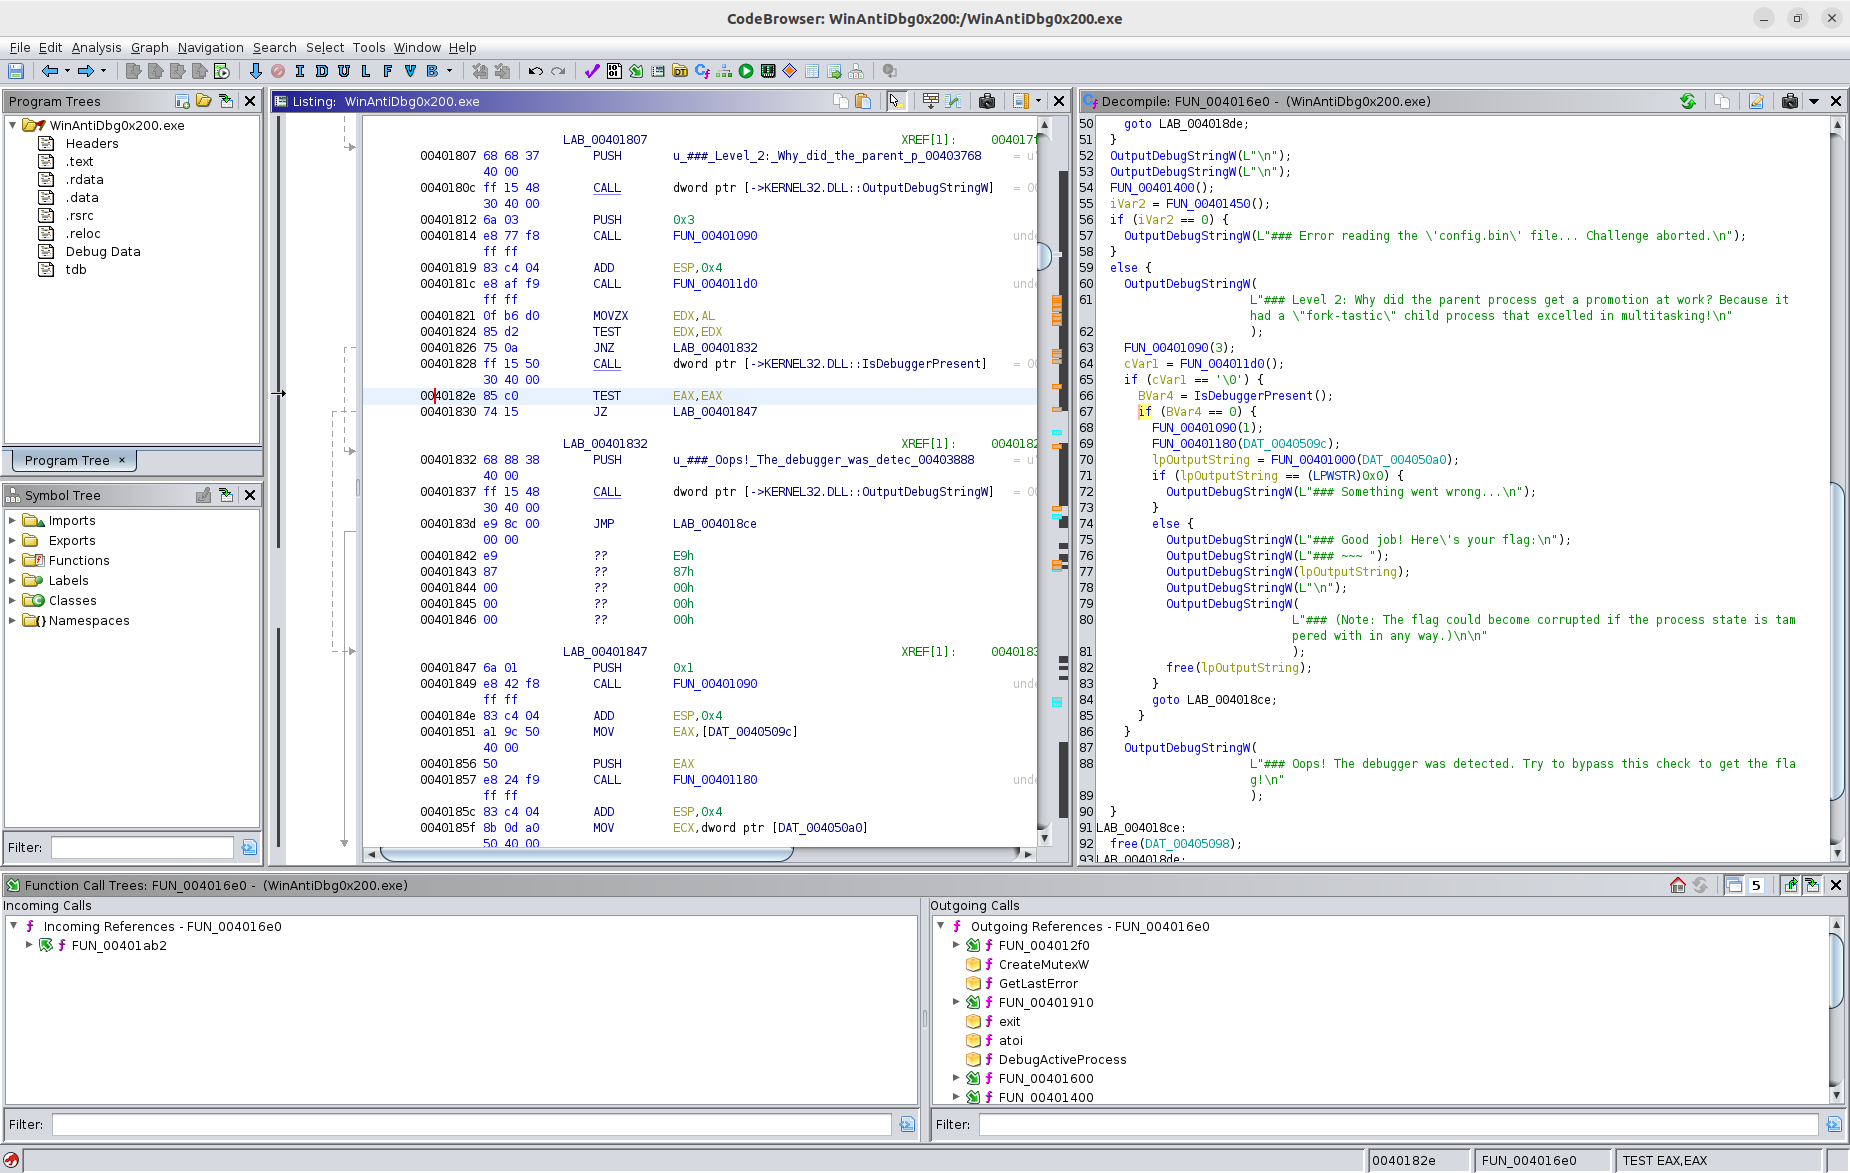 CodeBrowser: WinAntiDbg0x200:/WinAntiDbg0x200.exe
File Edit Analysis Graph Navigation Search Select Tools Window Help
I D U L F V B
Program Trees
WinAntiDbg0x200.exe
Headers
.text
.rdata
.data
.rsrc
.reloc
Debug Data
tdb
Program Tree ×
Symbol Tree
Imports
Exports
Functions
Labels
Classes
Namespaces
Filter:
Listing: WinAntiDbg0x200.exe
LAB_00401807 XREF[1]:
00401807 68 68 37 PUSH u_###_Level_2:_Why_did_the_parent_p_00403768
40 00
0040180c ff 15 48 CALL dword ptr [->KERNEL32.DLL::OutputDebugStringW]
30 40 00
00401812 6a 03 PUSH 0x3
00401814 e8 77 f8 CALL FUN_00401090
ff ff
00401819 83 c4 04 ADD ESP,0x4
0040181c e8 af f9 CALL FUN_004011d0
ff ff
00401821 0f b6 d0 MOVZX EDX,AL
00401824 85 d2 TEST EDX,EDX
00401826 75 0a JNZ LAB_00401832
00401828 ff 15 50 CALL dword ptr [->KERNEL32.DLL::IsDebuggerPresent]
30 40 00
0040182e 85 c0 TEST EAX,EAX
00401830 74 15 JZ LAB_00401847
LAB_00401832 XREF[1]:
00401832 68 88 38 PUSH u_###_Oops!_The_debugger_was_detec_00403888
40 00
00401837 ff 15 48 CALL dword ptr [->KERNEL32.DLL::OutputDebugStringW]
30 40 00
0040183d e9 8c 00 JMP LAB_004018ce
00 00
00401842 e9 ?? E9h
00401843 87 ?? 87h
00401844 00 ?? 00h
00401845 00 ?? 00h
00401846 00 ?? 00h
LAB_00401847 XREF[1]:
00401847 6a 01 PUSH 0x1
00401849 e8 42 f8 CALL FUN_00401090
ff ff
0040184e 83 c4 04 ADD ESP,0x4
00401851 a1 9c 50 MOV EAX,[DAT_0040509c]
40 00
00401856 50 PUSH EAX
00401857 e8 24 f9 CALL FUN_00401180
ff ff
0040185c 83 c4 04 ADD ESP,0x4
0040185f 8b 0d a0 MOV ECX,dword ptr [DAT_004050a0]
50 40 00
Decompile: FUN_004016e0 - (WinAntiDbg0x200.exe)
50 goto LAB_004018de;
51 }
52 OutputDebugStringW(L"\n");
53 OutputDebugStringW(L"\n");
54 FUN_00401400();
55 iVar2 = FUN_00401450();
56 if (iVar2 == 0) {
57 OutputDebugStringW(L"### Error reading the \'config.bin\' file... Challenge aborted.\n");
58 }
59 else {
60 OutputDebugStringW(
61 L"### Level 2: Why did the parent process get a promotion at work? Because it
had a \"fork-tastic\" child process that excelled in multitasking!\n"
62 );
63 FUN_00401090(3);
64 cVar1 = FUN_004011d0();
65 if (cVar1 == '\0') {
66 BVar4 = IsDebuggerPresent();
67 if (BVar4 == 0) {
68 FUN_00401090(1);
69 FUN_00401180(DAT_0040509c);
70 lpOutputString = FUN_00401000(DAT_004050a0);
71 if (lpOutputString == (LPWSTR)0x0) {
72 OutputDebugStringW(L"### Something went wrong...\n");
73 }
74 else {
75 OutputDebugStringW(L"### Good job! Here\'s your flag:\n");
76 OutputDebugStringW(L"### ~~~ ");
77 OutputDebugStringW(lpOutputString);
78 OutputDebugStringW(L"\n");
79 OutputDebugStringW(
80 L"### (Note: The flag could become corrupted if the process state is tam
pered with in any way.)\n\n"
81 );
82 free(lpOutputString);
83 }
84 goto LAB_004018ce;
85 }
86 }
87 OutputDebugStringW(
88 L"### Oops! The debugger was detected. Try to bypass this check to get the fla
g!\n"
89 );
90 }
91 LAB_004018ce:
92 free(DAT_00405098);
93 LAB_004018de:
Function Call Trees: FUN_004016e0 - (WinAntiDbg0x200.exe)
5
Incoming Calls
Incoming References - FUN_004016e0
FUN_00401ab2
Filter:
Outgoing Calls
Outgoing References - FUN_004016e0
FUN_004012f0
CreateMutexW
GetLastError
FUN_00401910
exit
atoi
DebugActiveProcess
FUN_00401600
FUN_00401400
Filter:
0040182e FUN_004016e0 TEST EAX,EAX